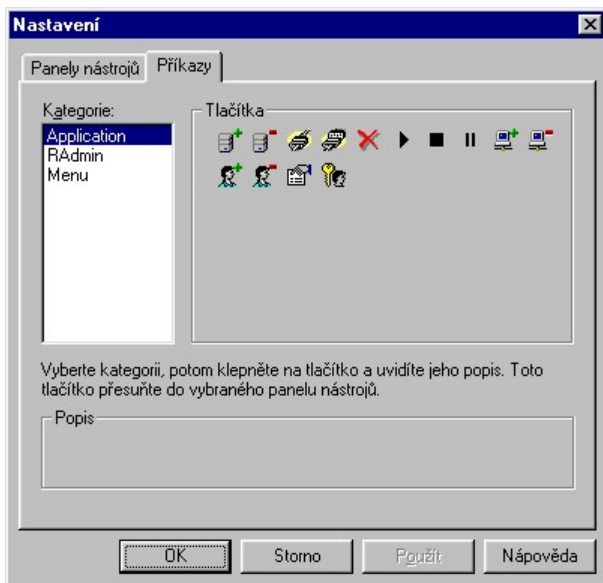 Nastavení
Panely nástrojů
Příkazy
Kategorie:
Application
RAdmin
Menu
Tlačítka
Vyberte kategorii, potom klepněte na tlačítko a uvidíte jeho popis. Toto
tlačítko přesuňte do vybraného panelu nástrojů.
Popis
OK
Storno
Použít
Nápověda